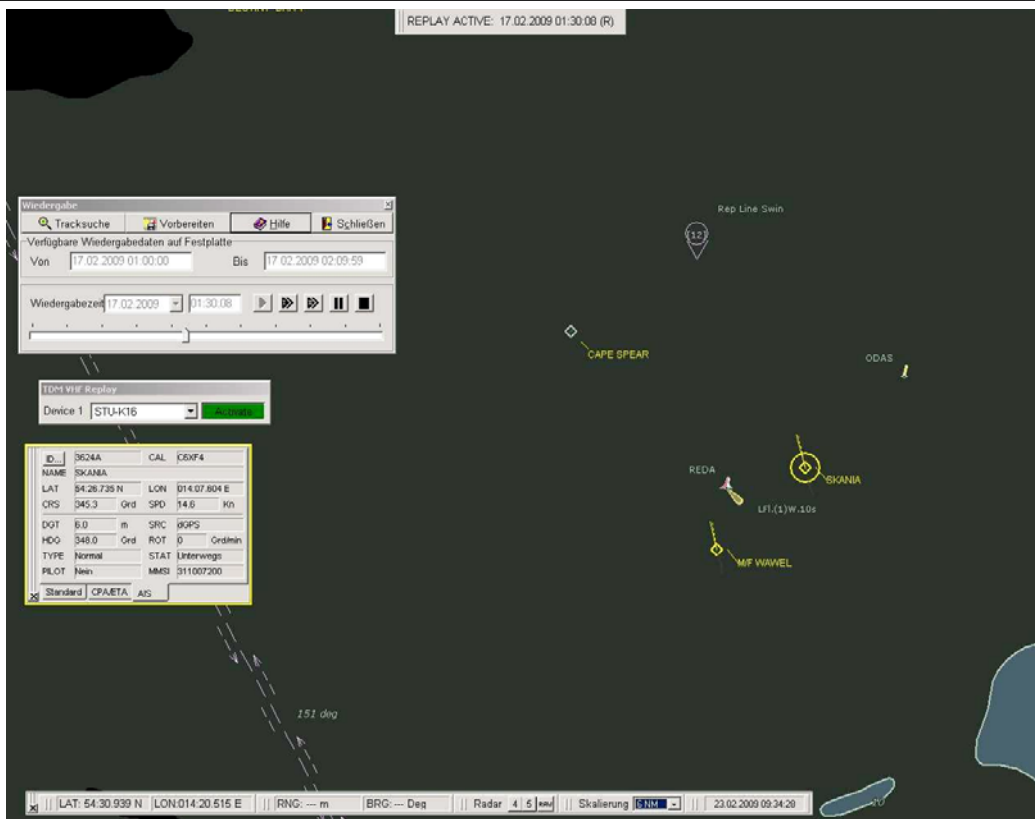 REPLAY ACTIVE: 17.02.2009 01:30:08 (R)
Wiedergabe
Tracksuche Vorbereiten Hilfe Schließen
Verfügbare Wiedergabedaten auf Festplatte
Von 17.02.2009 01:00:00 Bis 17.02.2009 02:09:59
Wiedergabezeit 17.02.2009 01:30:08
Rep Line Swin
(12)
CAPE SPEAR
ODAS
TDM VHF Replay
Device 1 STU-K16 Activate
ID... 3624A CAL C6XF4
NAME SKANIA
LAT 54:26.735 N LON 014:07.604 E
CRS 345.3 Grd SPD 14.6 Kn
DGT 6.0 m SRC dGPS
HDG 348.0 Grd ROT 0 Grd/min
TYPE Normal STAT Unterwegs
PILOT Nein MMSI 311007200
Standard CPA/ETA AIS
REDA
SKANIA
LFl.(1)W.10s
M/F WAWEL
151 deg
LAT: 54:30.939 N LON:014:20.515 E RNG: --- m BRG: --- Deg Radar 4 5 RAW Skalierung 6 NM 23.02.2009 09:34:20
10